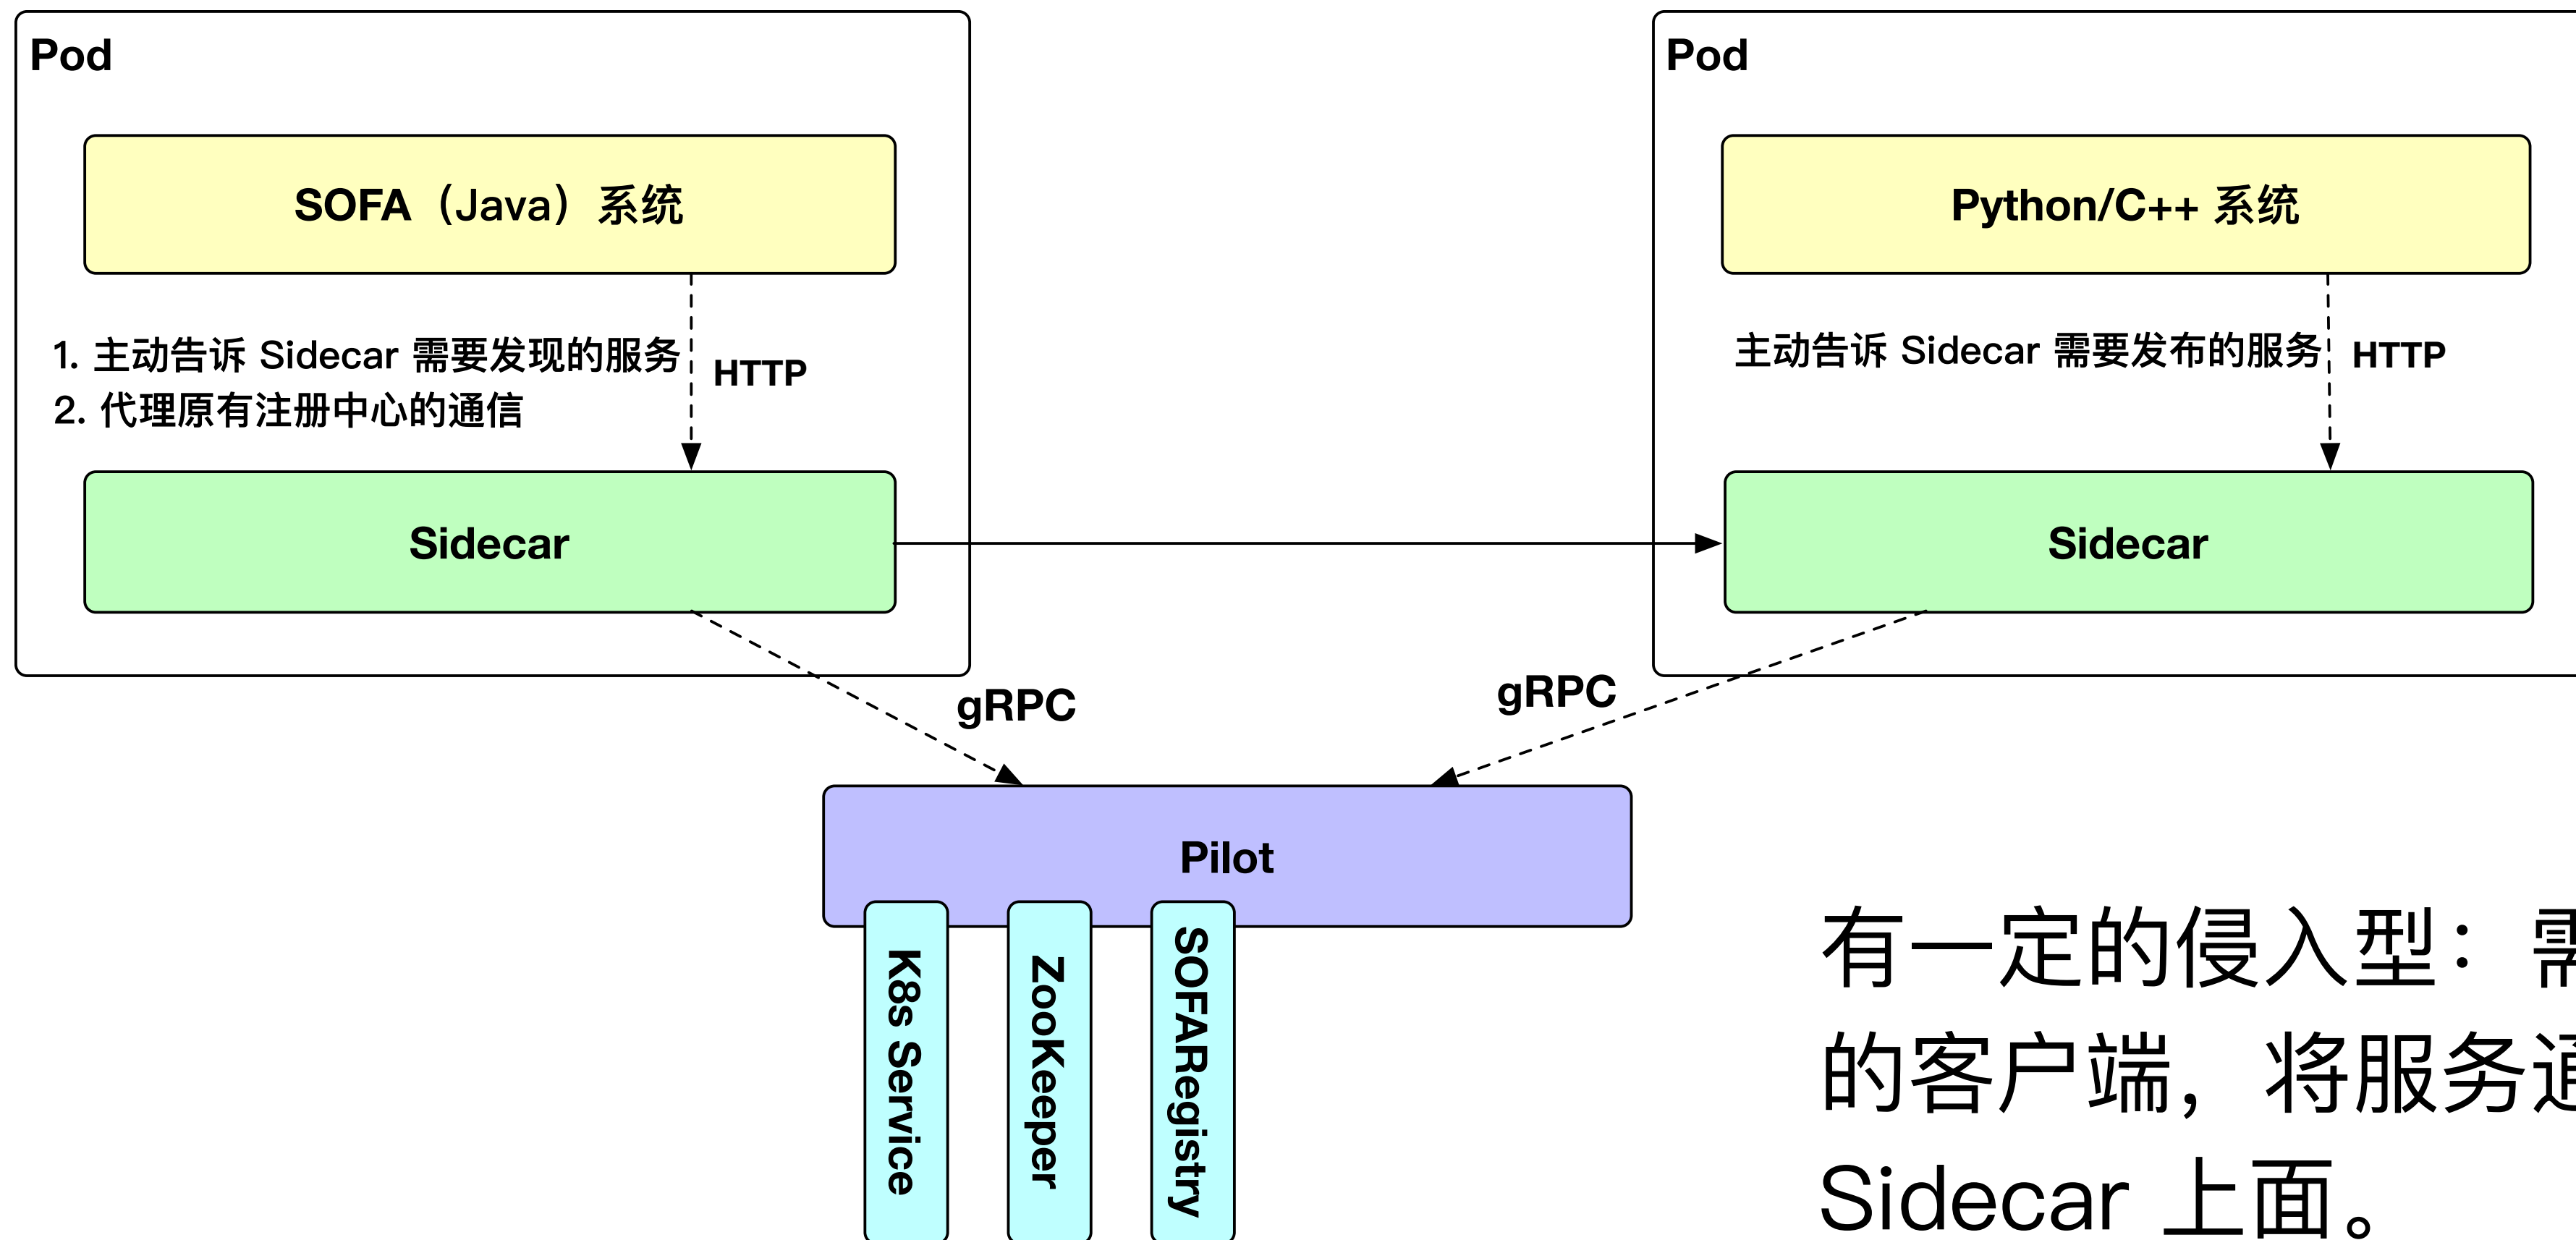 Pod
SOFA（Java）系统
1. 主动告诉 Sidecar 需要发现的服务
2. 代理原有注册中心的通信
HTTP
Sidecar
Pod
Python/C++ 系统
主动告诉 Sidecar 需要发布的服务
HTTP
Sidecar
gRPC
gRPC
Pilot
K8s Service
ZooKeeper
SOFARegistry
有一定的侵入型：需
的客户端，将服务通
Sidecar 上面。